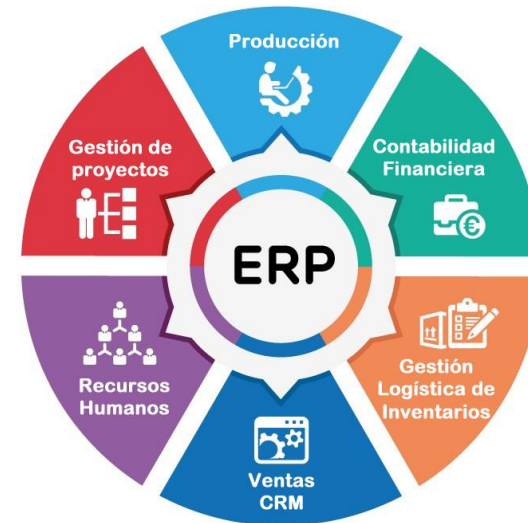 Producción
Contabilidad
Financiera
Gestión
Logística de
Inventarios
Ventas
CRM
Recursos
Humanos
Gestión de
proyectos
ERP